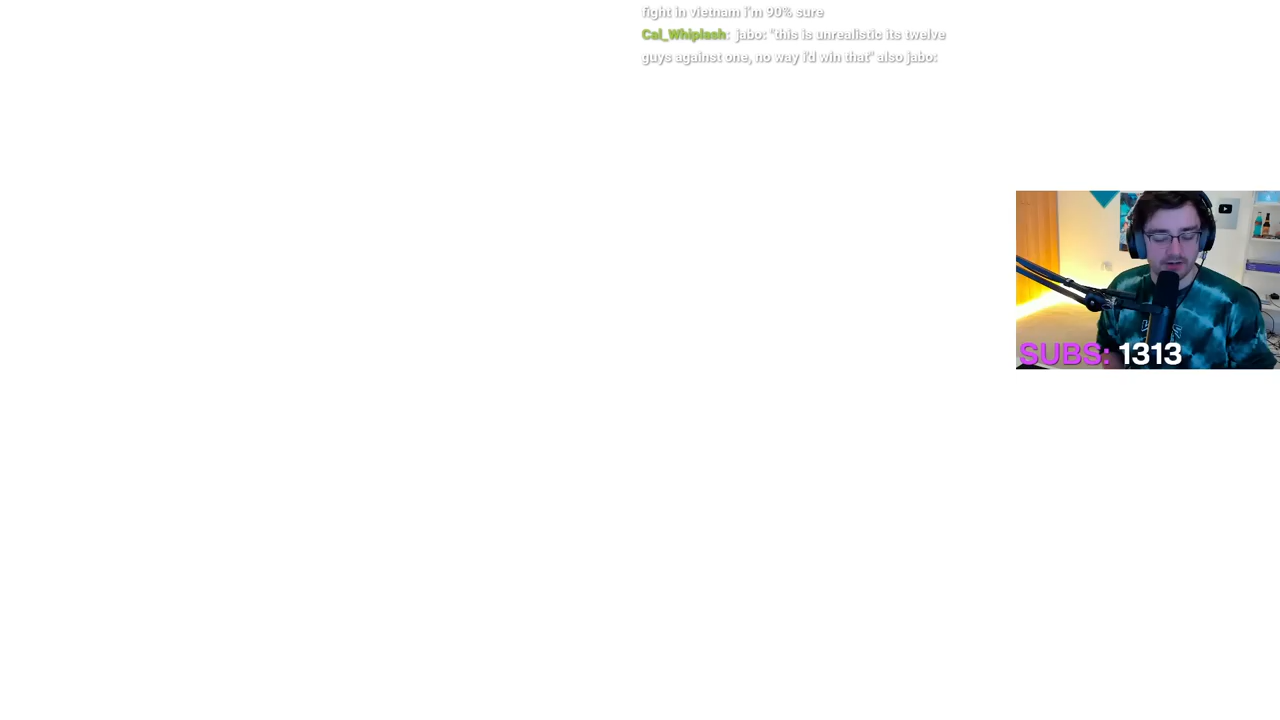 fight in vietnam i'm 90% sure
Cal_Whiplash: jabo: "this is unrealistic its twelve
guys against one, no way i'd win that" also jabo:
SUBS: 1313